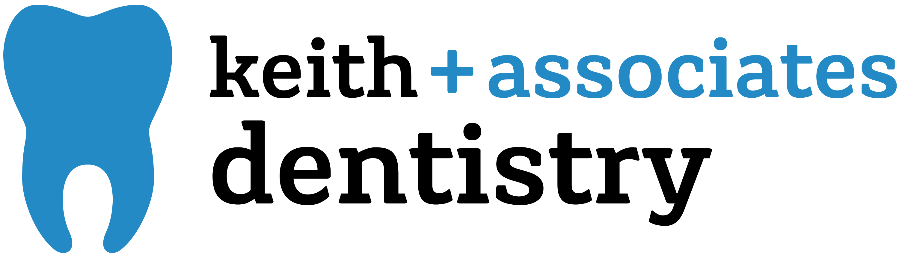 keith + associates
dentistry